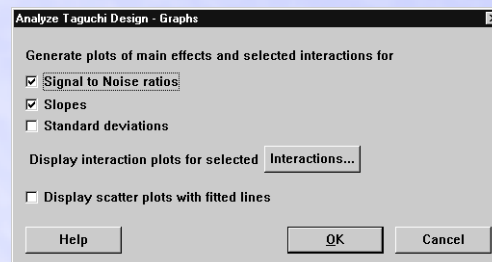 Analyze Taguchi Design - Graphs
Generate plots of main effects and selected interactions for
Signal to Noise ratios
Slopes
Standard deviations
Display interaction plots for selected Interactions...
Display scatter plots with fitted lines
Help OK Cancel